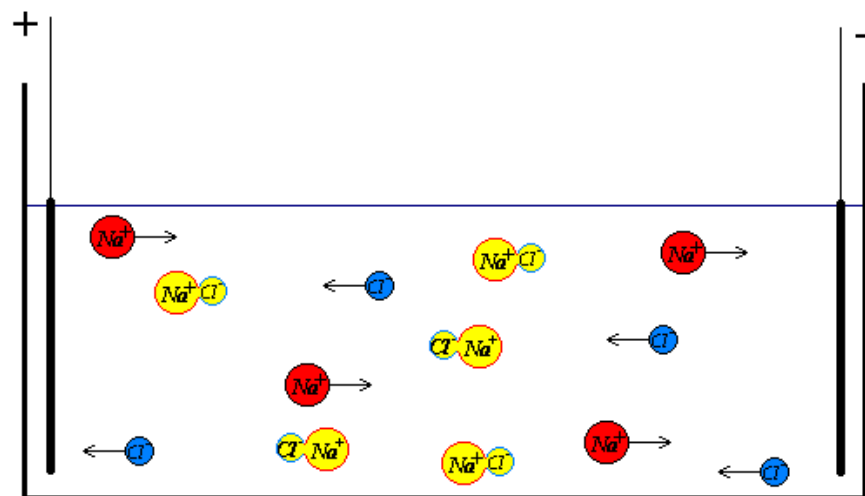 + -
Na+ Na+Cl- Na+
Na+Cl- Cl-
Cl-Na+ Cl-
Na+
Cl- Cl-Na+ Na+Cl- Na+ Cl-